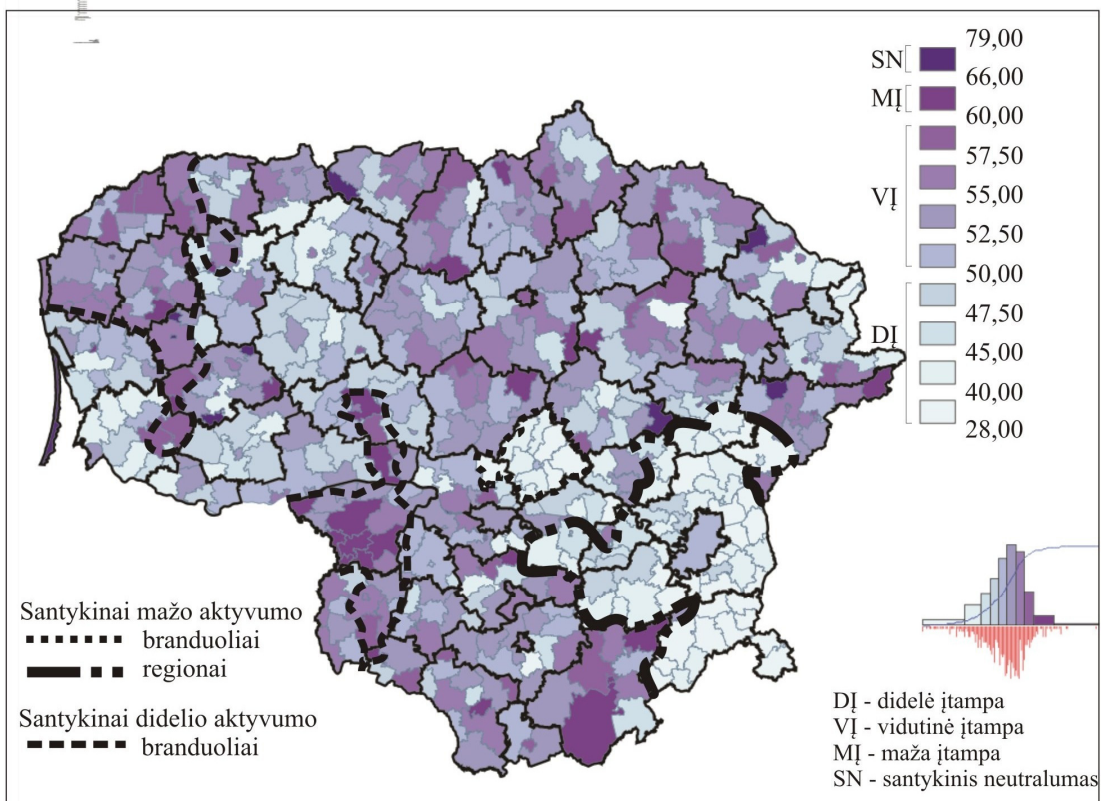 79,00
SN
66,00
MĮ
60,00
57,50
VĮ
55,00
52,50
50,00
47,50
DĮ
45,00
40,00
28,00
Santykinai mažo aktyvumo
branduoliai
regionai
Santykinai didelio aktyvumo
branduoliai
DĮ - didelė įtampa
VĮ - vidutinė įtampa
MĮ - maža įtampa
SN - santykinis neutralumas